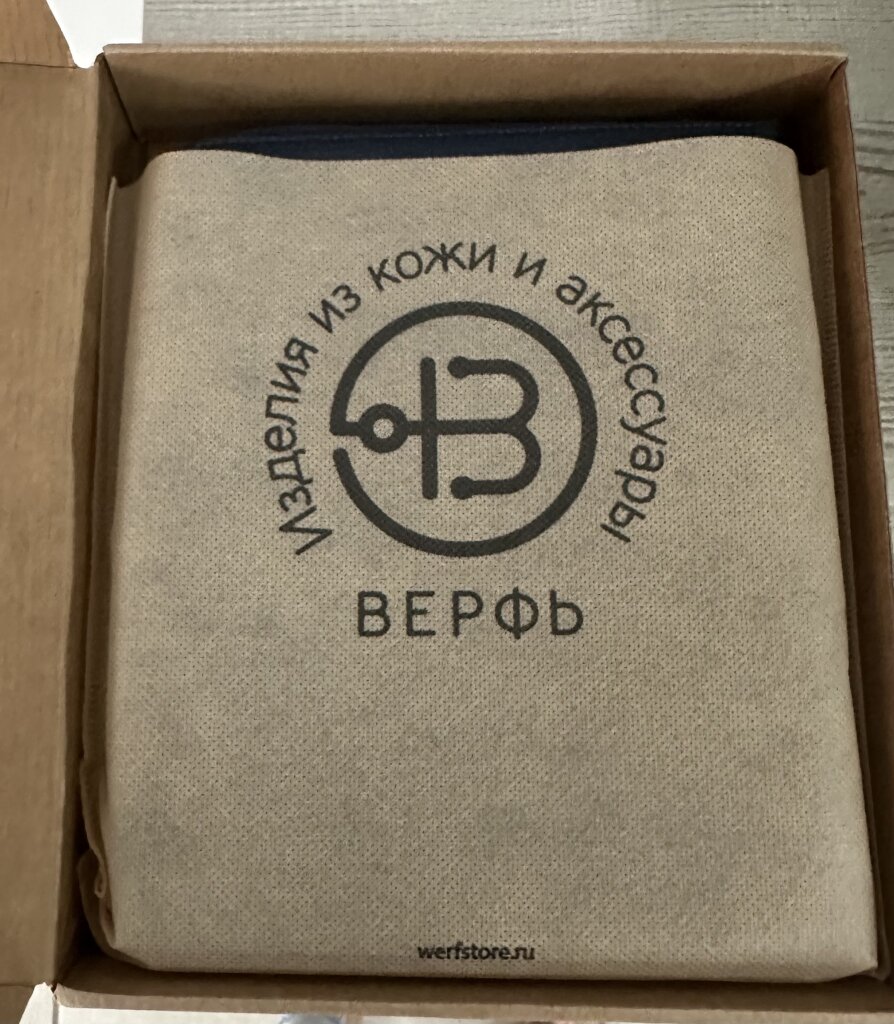 Изделия из кожи и аксессуары
ВЕРФЬ
werfstore.ru